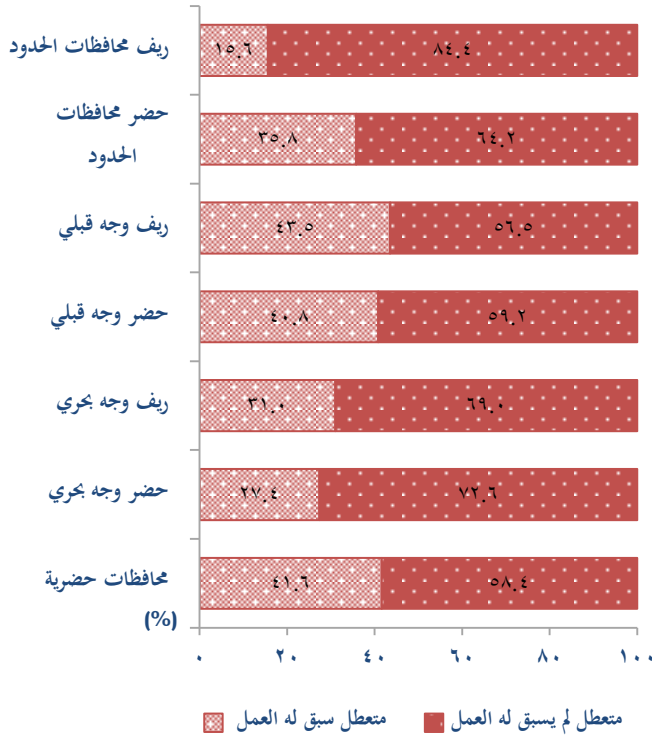 ريف محافظات الحدود
١٥.٦
٨٤.٤
حضر محافظات
الحدود
٣٥.٨
٦٤.٢
ريف وجه قبلي
٤٣.٥
٥٦.٥
حضر وجه قبلي
٤٠.٨
٥٩.٢
ريف وجه بحري
٣١.٠
٦٩.٠
حضر وجه بحري
٢٧.٤
٧٢.٦
محافظات حضرية
٤١.٦
٥٨.٤
(%)
٠ ٢٠ ٤٠ ٦٠ ٨٠ ١٠٠
متعطل لم يسبق له العمل
متعطل سبق له العمل